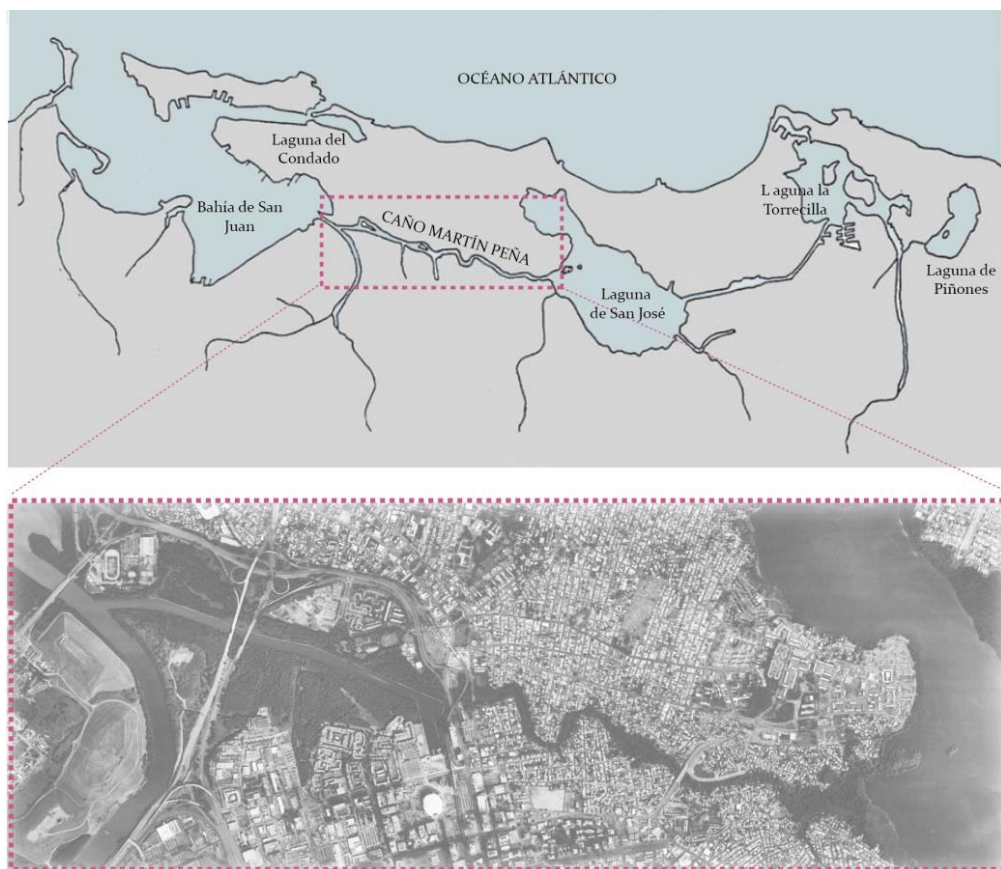 OCÉANO ATLÁNTICO
Laguna del
Condado
L aguna la
Torrecilla
Bahía de San
Juan
CAÑO MARTÍN PEÑA
Laguna de
Piñones
Laguna
de San José